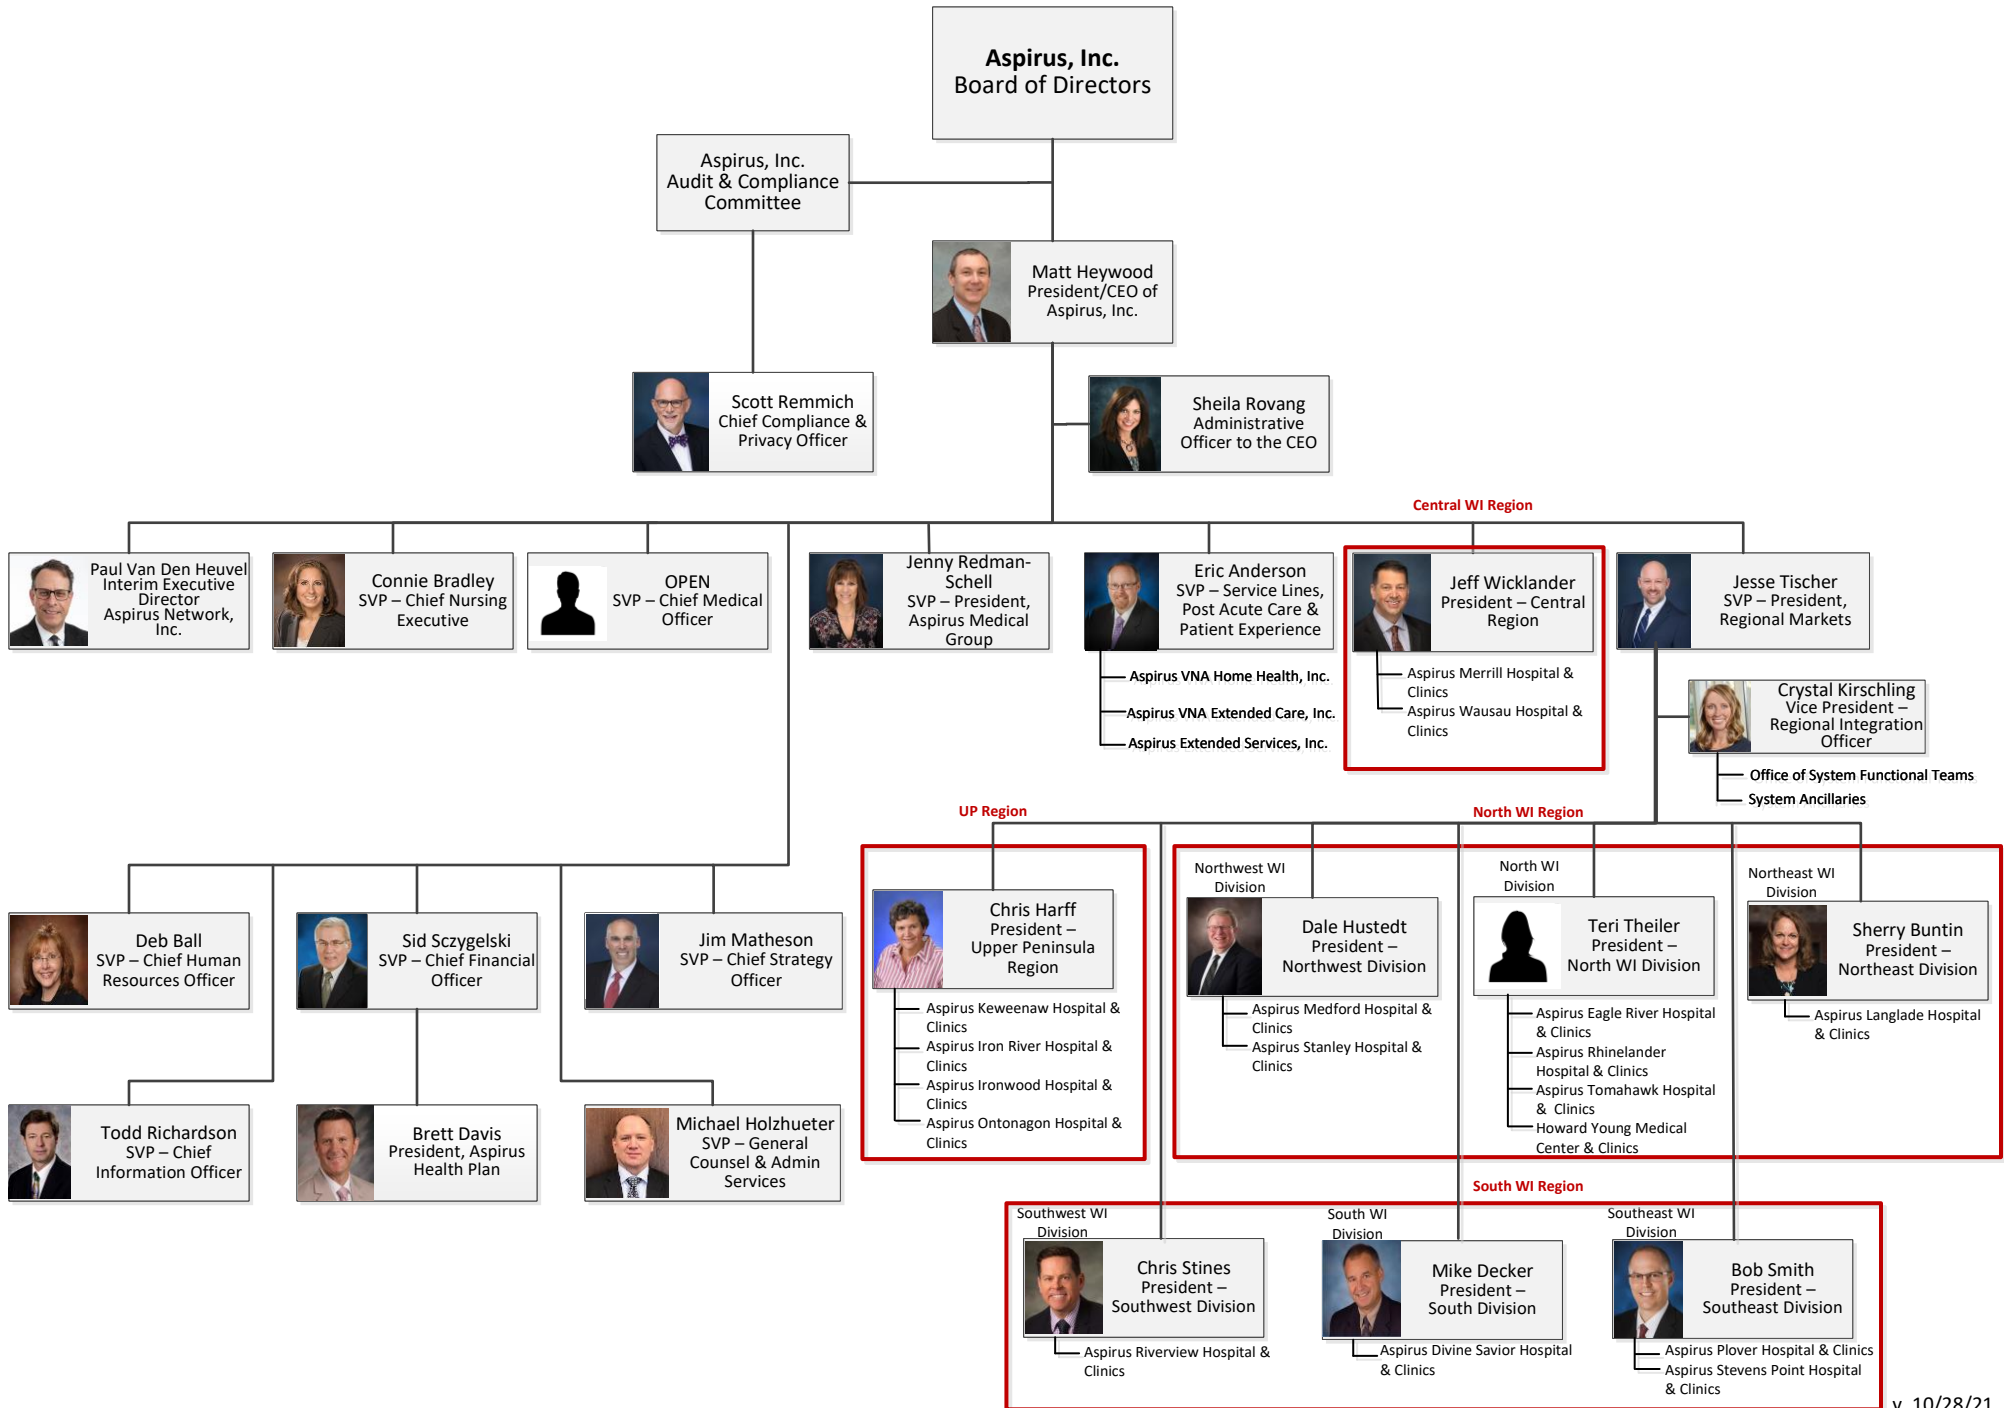 Aspirus, Inc.
Board of Directors
Aspirus, Inc.
Audit & Compliance
Committee
Matt Heywood
President/CEO of
Aspirus, Inc.
Scott Remmich
Chief Compliance &
Privacy Officer
Sheila Rovang
Administrative
Officer to the CEO
Central WI Region
Paul Van Den Heuvel
Interim Executive
Director
Aspirus Network,
Inc.
Connie Bradley
SVP – Chief Nursing
Executive
OPEN
SVP – Chief Medical
Officer
Jenny Redman-
Schell
SVP – President,
Aspirus Medical
Group
Eric Anderson
SVP – Service Lines,
Post Acute Care &
Patient Experience
Aspirus VNA Home Health, Inc.
Aspirus VNA Extended Care, Inc.
Aspirus Extended Services, Inc.
Jeff Wicklander
President – Central
Region
Aspirus Merrill Hospital &
Clinics
Aspirus Wausau Hospital &
Clinics
Jesse Tischer
SVP – President,
Regional Markets
Crystal Kirschling
Vice President –
Regional Integration
Officer
Office of System Functional Teams
System Ancillaries
Deb Ball
SVP – Chief Human
Resources Officer
Sid Sczygelski
SVP – Chief Financial
Officer
Jim Matheson
SVP – Chief Strategy
Officer
Todd Richardson
SVP – Chief
Information Officer
Brett Davis
President, Aspirus
Health Plan
Michael Holzhueter
SVP – General
Counsel & Admin
Services
UP Region
Chris Harff
President –
Upper Peninsula
Region
Aspirus Keweenaw Hospital &
Clinics
Aspirus Iron River Hospital &
Clinics
Aspirus Ironwood Hospital &
Clinics
Aspirus Ontonagon Hospital &
Clinics
North WI Region
Northwest WI
Division
Dale Hustedt
President –
Northwest Division
Aspirus Medford Hospital &
Clinics
Aspirus Stanley Hospital &
Clinics
North WI
Division
Teri Theiler
President –
North WI Division
Aspirus Eagle River Hospital
& Clinics
Aspirus Rhinelander
Hospital & Clinics
Aspirus Tomahawk Hospital
& Clinics
Howard Young Medical
Center & Clinics
Northeast WI
Division
Sherry Buntin
President –
Northeast Division
Aspirus Langlade Hospital
& Clinics
South WI Region
Southwest WI
Division
Chris Stines
President –
Southwest Division
Aspirus Riverview Hospital &
Clinics
South WI
Division
Mike Decker
President –
South Division
Aspirus Divine Savior Hospital
& Clinics
Southeast WI
Division
Bob Smith
President –
Southeast Division
Aspirus Plover Hospital & Clinics
Aspirus Stevens Point Hospital
& Clinics
v. 10/28/21